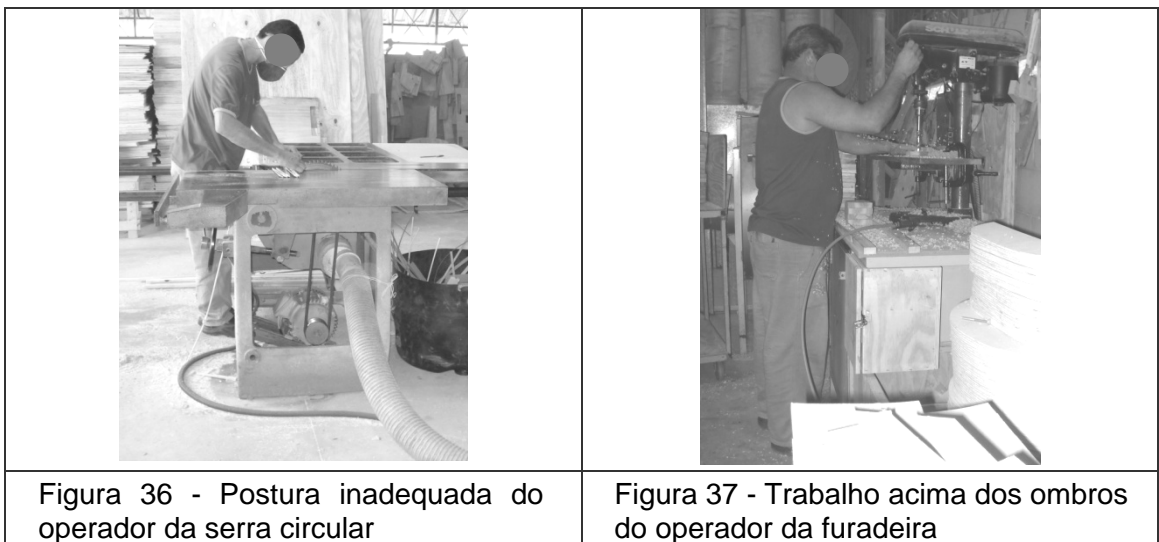 Figura 36 - Postura inadequada do
operador da serra circular
Figura 37 - Trabalho acima dos ombros
do operador da furadeira